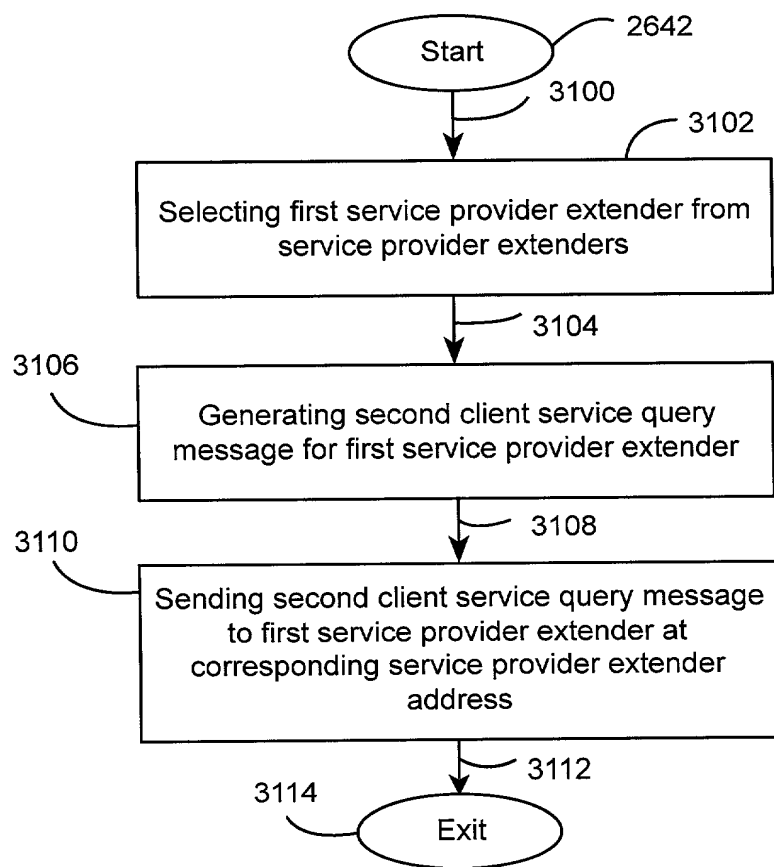 Start
2642
3100
3102
Selecting first service provider extender from
service provider extenders
3104
3106
Generating second client service query
message for first service provider extender
3108
3110
Sending second client service query message
to first service provider extender at
corresponding service provider extender
address
3112
3114
Exit